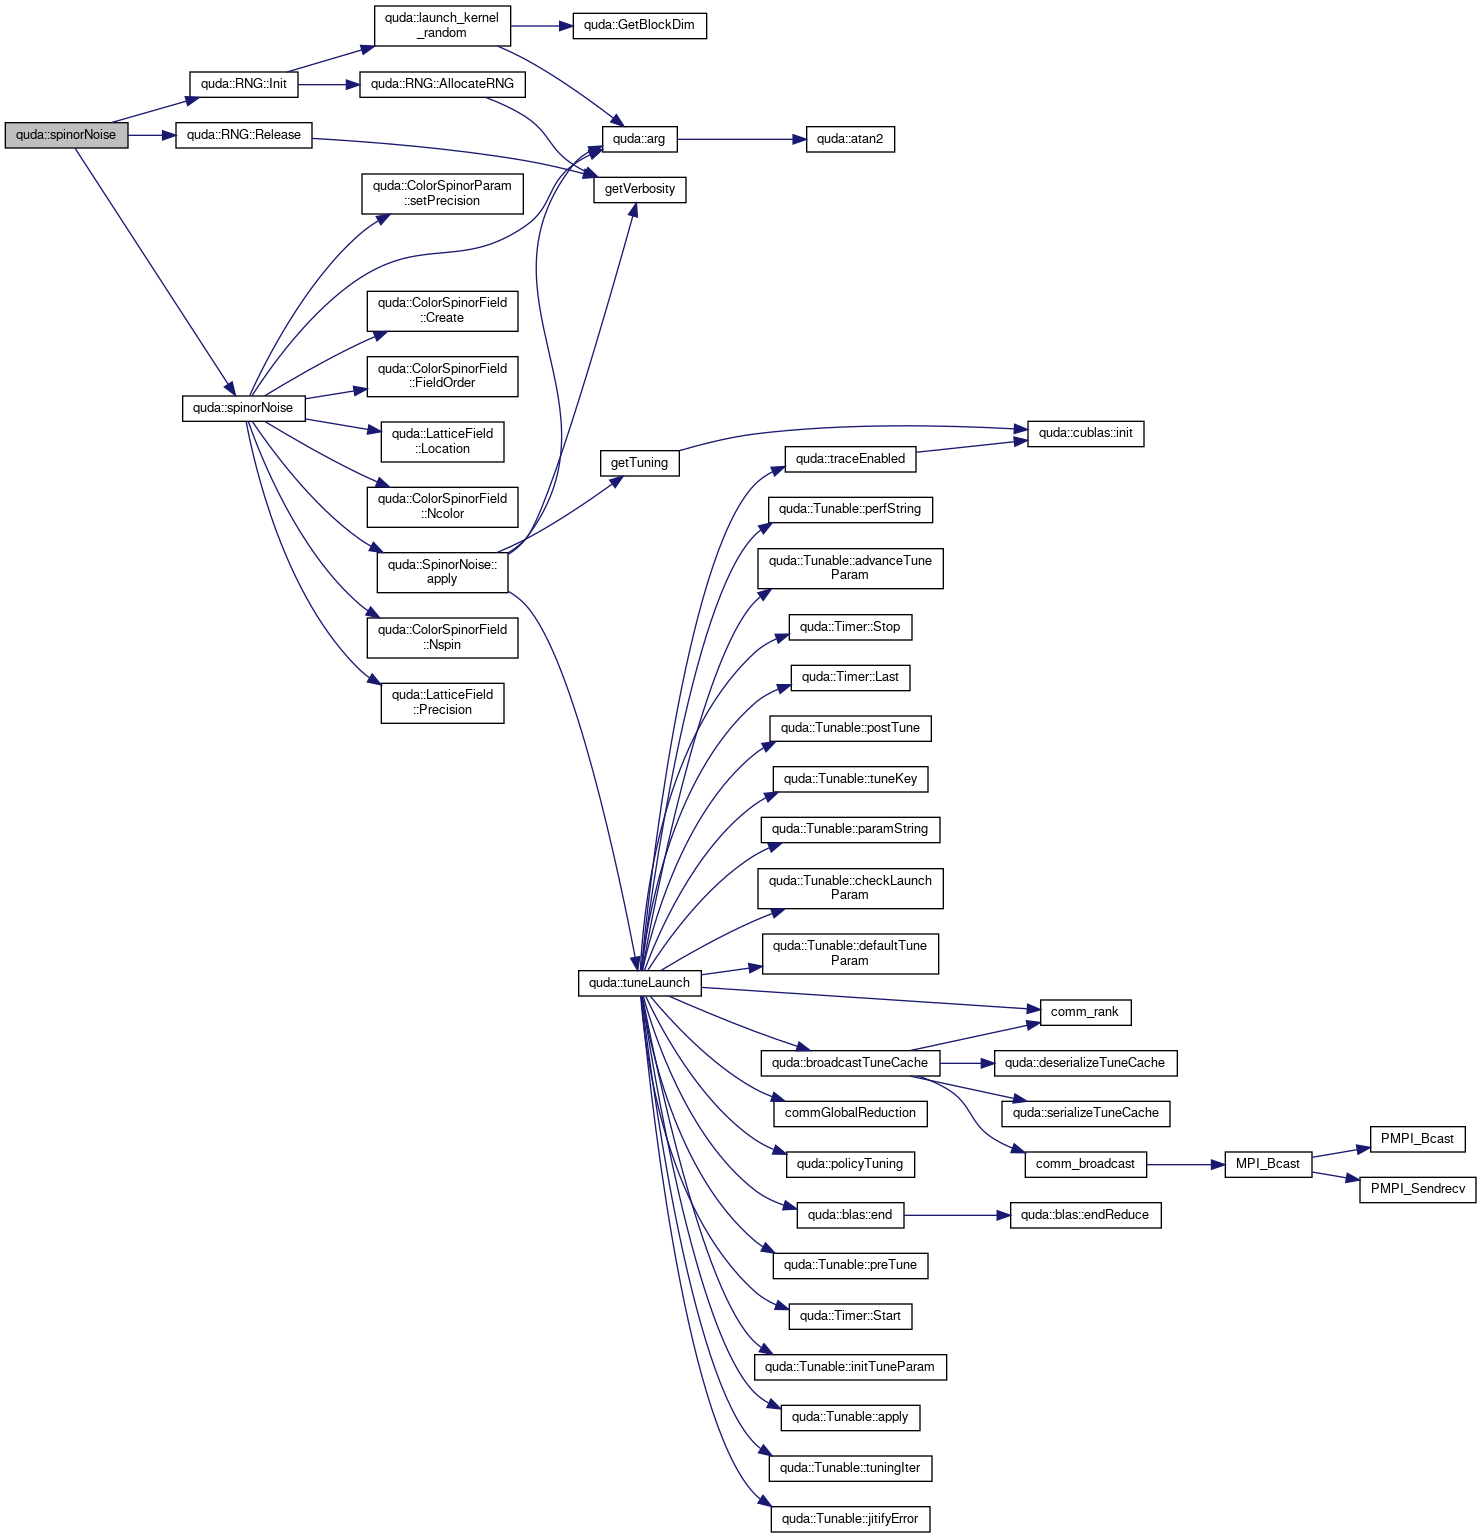 quda::launch_kernel
_random
quda::GetBlockDim
quda::RNG::Init
quda::RNG::AllocateRNG
quda::spinorNoise
quda::RNG::Release
quda::arg
quda::atan2
getVerbosity
quda::ColorSpinorParam
::setPrecision
quda::ColorSpinorField
::Create
quda::ColorSpinorField
::FieldOrder
quda::spinorNoise
quda::LatticeField
::Location
quda::cublas::init
getTuning
quda::traceEnabled
quda::ColorSpinorField
::Ncolor
quda::Tunable::perfString
quda::SpinorNoise::
apply
quda::Tunable::advanceTune
Param
quda::ColorSpinorField
::Nspin
quda::Timer::Stop
quda::Timer::Last
quda::LatticeField
::Precision
quda::Tunable::postTune
quda::Tunable::tuneKey
quda::Tunable::paramString
quda::Tunable::checkLaunch
Param
quda::Tunable::defaultTune
Param
quda::tuneLaunch
comm_rank
quda::broadcastTuneCache
quda::deserializeTuneCache
commGlobalReduction
quda::serializeTuneCache
quda::policyTuning
comm_broadcast
MPI_Bcast
PMPI_Bcast
PMPI_Sendrecv
quda::blas::end
quda::blas::endReduce
quda::Tunable::preTune
quda::Timer::Start
quda::Tunable::initTuneParam
quda::Tunable::apply
quda::Tunable::tuningIter
quda::Tunable::jitifyError